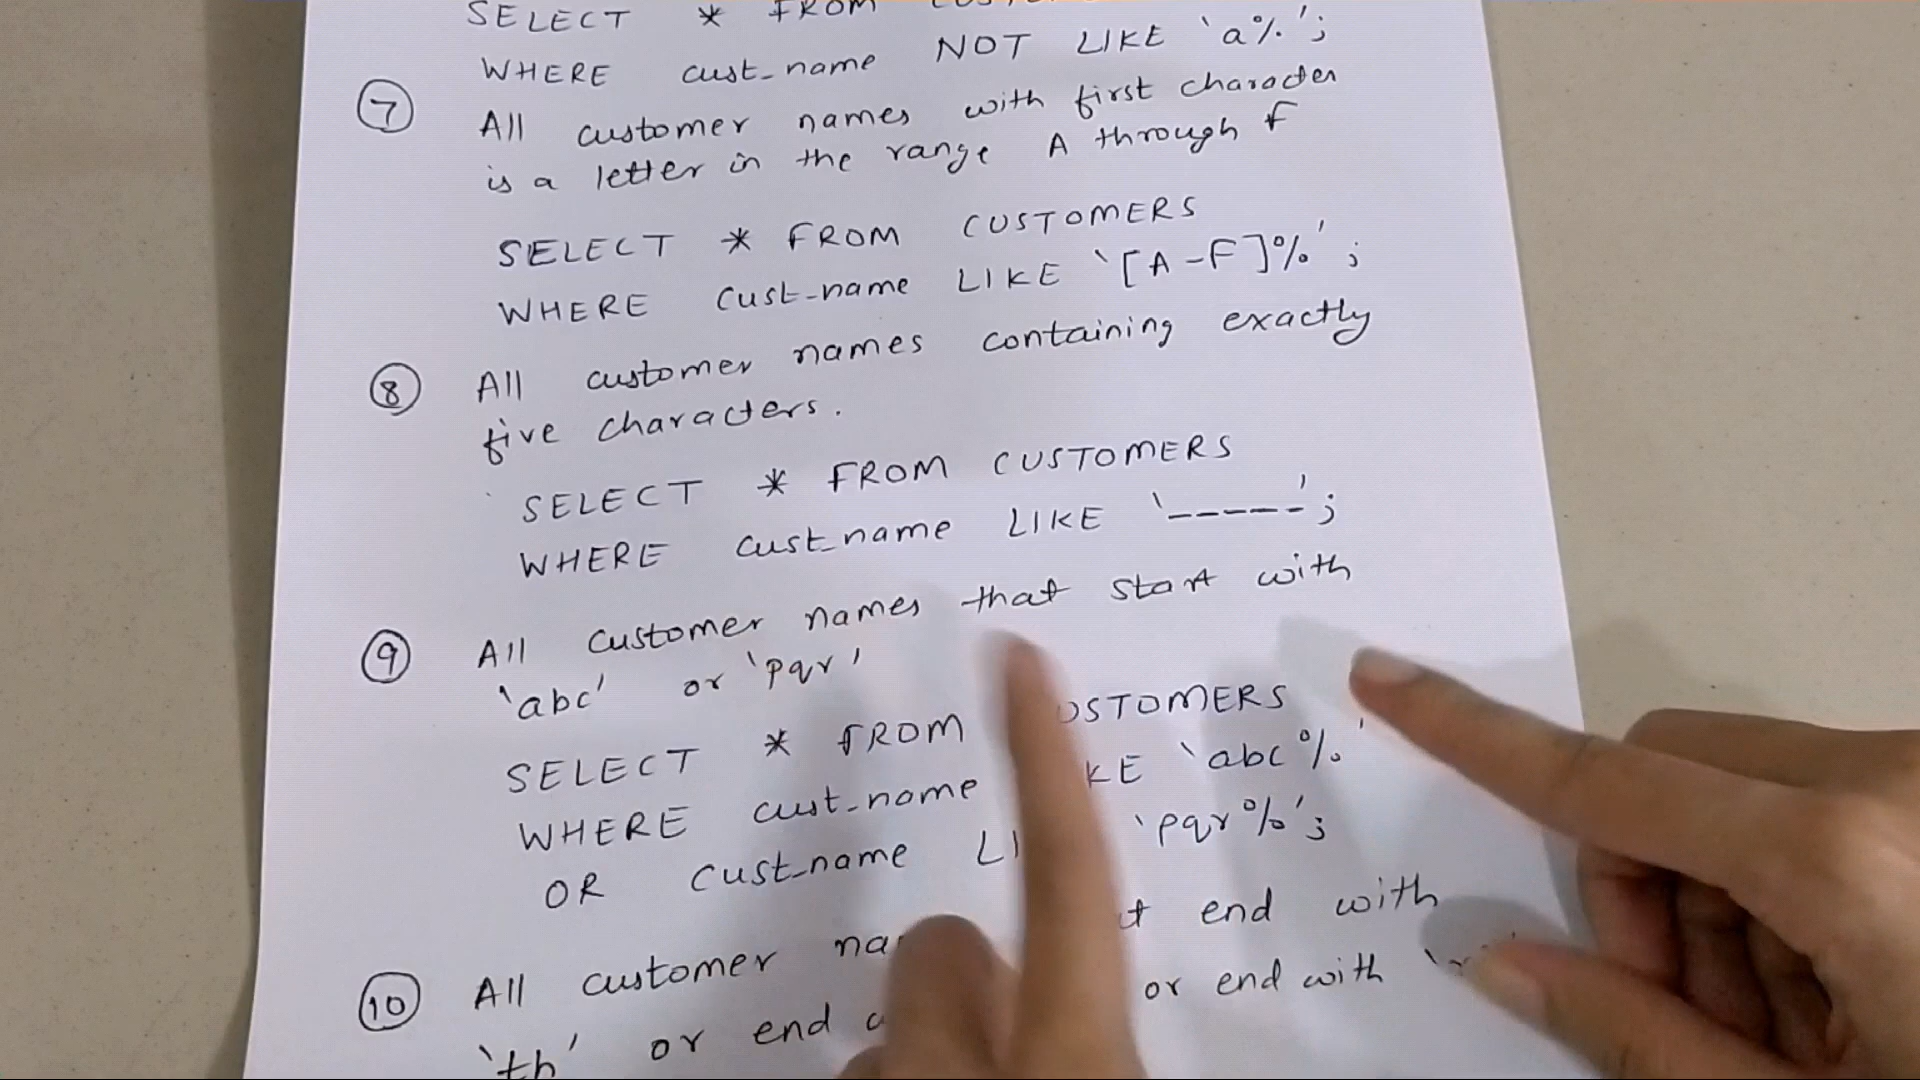 SELECT * FROM
WHERE cust_name NOT LIKE 'a%';
7 All customer names with first character
is a letter in the range A through F
SELECT * FROM CUSTOMERS
WHERE cust_name LIKE '[A-F]%';
8 All customer names containing exactly
five characters.
SELECT * FROM CUSTOMERS
WHERE cust_name LIKE '_____';
9 All customer names that start with
'abc' or 'pqr'
SELECT * FROM
WHERE cust_name 'abc%'
OR cust_name 'pqr%';
10 All customer end with
'th' or end or end with